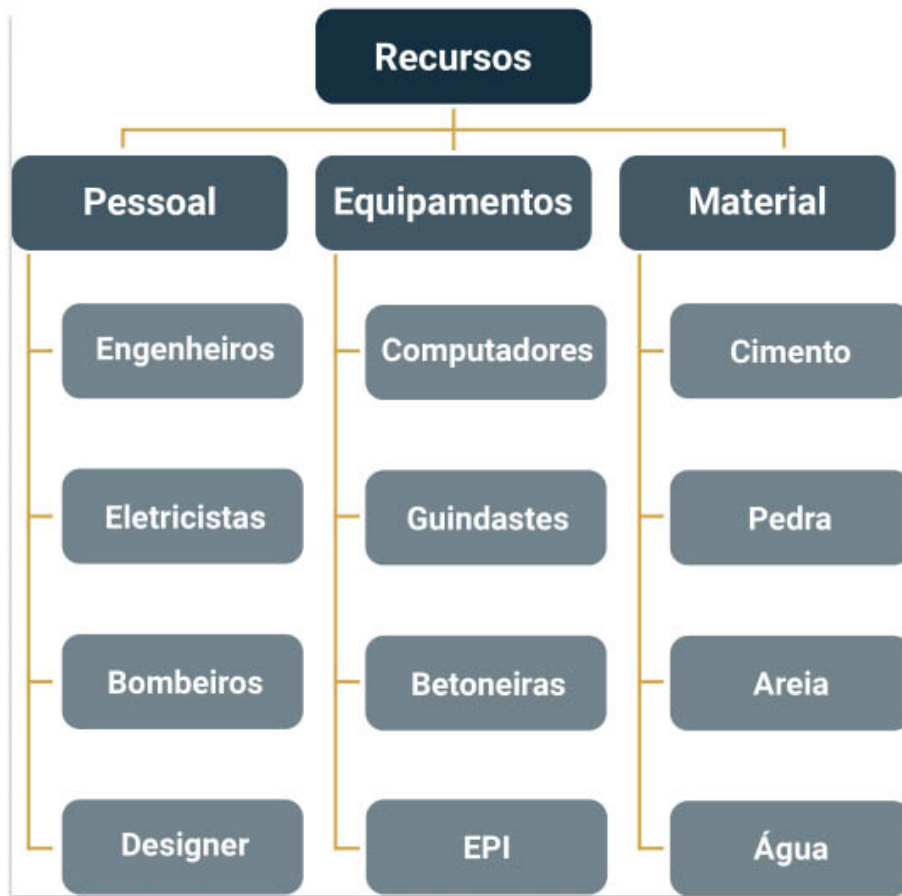 Recursos
Pessoal
Equipamentos
Material
Engenheiros
Computadores
Cimento
Eletricistas
Guindastes
Pedra
Bombeiros
Betoneiras
Areia
Designer
EPI
Água